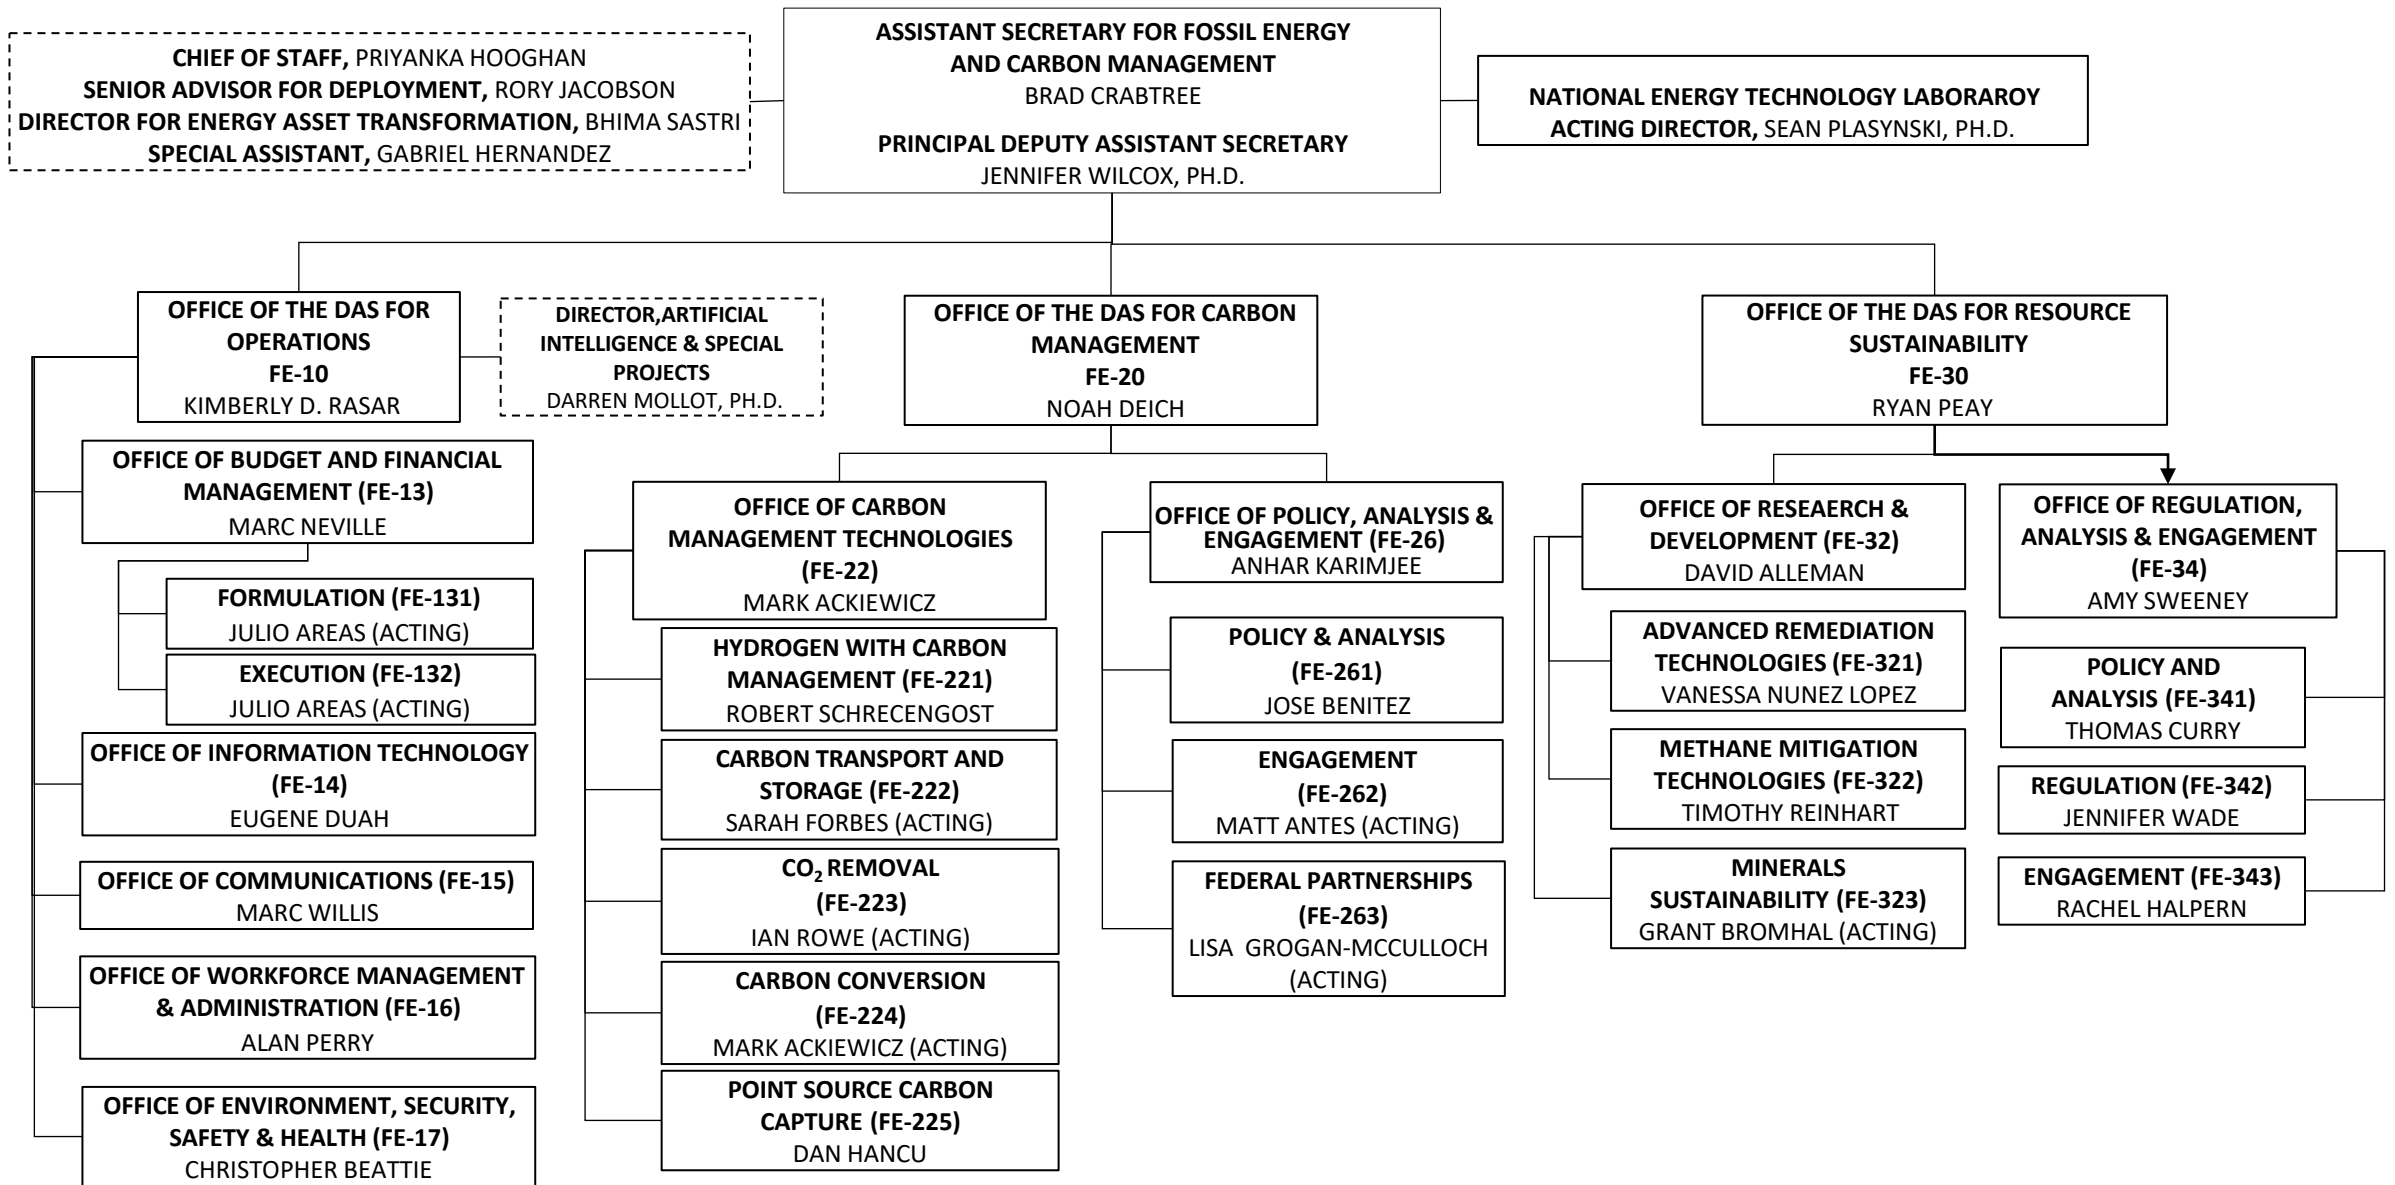 CHIEF OF STAFF, PRIYANKA HOOGHAN
SENIOR ADVISOR FOR DEPLOYMENT, RORY JACOBSON
DIRECTOR FOR ENERGY ASSET TRANSFORMATION, BHIMA SASTRI
SPECIAL ASSISTANT, GABRIEL HERNANDEZ
ASSISTANT SECRETARY FOR FOSSIL ENERGY
AND CARBON MANAGEMENT
BRAD CRABTREE
PRINCIPAL DEPUTY ASSISTANT SECRETARY
JENNIFER WILCOX, PH.D.
NATIONAL ENERGY TECHNOLOGY LABORAROY
ACTING DIRECTOR, SEAN PLASYNSKI, PH.D.
OFFICE OF THE DAS FOR
OPERATIONS
FE-10
KIMBERLY D. RASAR
DIRECTOR,ARTIFICIAL
INTELLIGENCE & SPECIAL
PROJECTS
DARREN MOLLOT, PH.D.
OFFICE OF BUDGET AND FINANCIAL
MANAGEMENT (FE-13)
MARC NEVILLE
FORMULATION (FE-131)
JULIO AREAS (ACTING)
EXECUTION (FE-132)
JULIO AREAS (ACTING)
OFFICE OF INFORMATION TECHNOLOGY
(FE-14)
EUGENE DUAH
OFFICE OF COMMUNICATIONS (FE-15)
MARC WILLIS
OFFICE OF WORKFORCE MANAGEMENT
& ADMINISTRATION (FE-16)
ALAN PERRY
OFFICE OF ENVIRONMENT, SECURITY,
SAFETY & HEALTH (FE-17)
CHRISTOPHER BEATTIE
OFFICE OF THE DAS FOR CARBON
MANAGEMENT
FE-20
NOAH DEICH
OFFICE OF CARBON
MANAGEMENT TECHNOLOGIES
(FE-22)
MARK ACKIEWICZ
HYDROGEN WITH CARBON
MANAGEMENT (FE-221)
ROBERT SCHRECENGOST
CARBON TRANSPORT AND
STORAGE (FE-222)
SARAH FORBES (ACTING)
CO2 REMOVAL
(FE-223)
IAN ROWE (ACTING)
CARBON CONVERSION
(FE-224)
MARK ACKIEWICZ (ACTING)
POINT SOURCE CARBON
CAPTURE (FE-225)
DAN HANCU
OFFICE OF POLICY, ANALYSIS &
ENGAGEMENT (FE-26)
ANHAR KARIMJEE
POLICY & ANALYSIS
(FE-261)
JOSE BENITEZ
ENGAGEMENT
(FE-262)
MATT ANTES (ACTING)
FEDERAL PARTNERSHIPS
(FE-263)
LISA GROGAN-MCCULLOCH
(ACTING)
OFFICE OF THE DAS FOR RESOURCE
SUSTAINABILITY
FE-30
RYAN PEAY
OFFICE OF RESEAERCH &
DEVELOPMENT (FE-32)
DAVID ALLEMAN
ADVANCED REMEDIATION
TECHNOLOGIES (FE-321)
VANESSA NUNEZ LOPEZ
METHANE MITIGATION
TECHNOLOGIES (FE-322)
TIMOTHY REINHART
MINERALS
SUSTAINABILITY (FE-323)
GRANT BROMHAL (ACTING)
OFFICE OF REGULATION,
ANALYSIS & ENGAGEMENT
(FE-34)
AMY SWEENEY
POLICY AND
ANALYSIS (FE-341)
THOMAS CURRY
REGULATION (FE-342)
JENNIFER WADE
ENGAGEMENT (FE-343)
RACHEL HALPERN